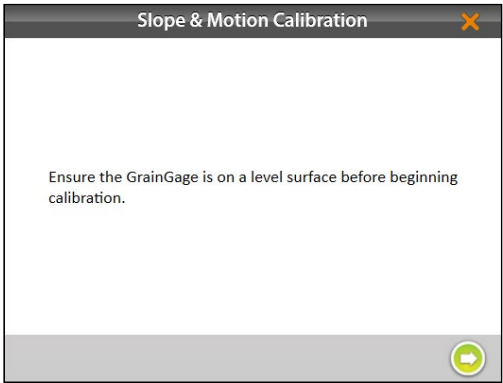 Slope & Motion Calibration
Ensure the GrainGage is on a level surface before beginning
calibration.